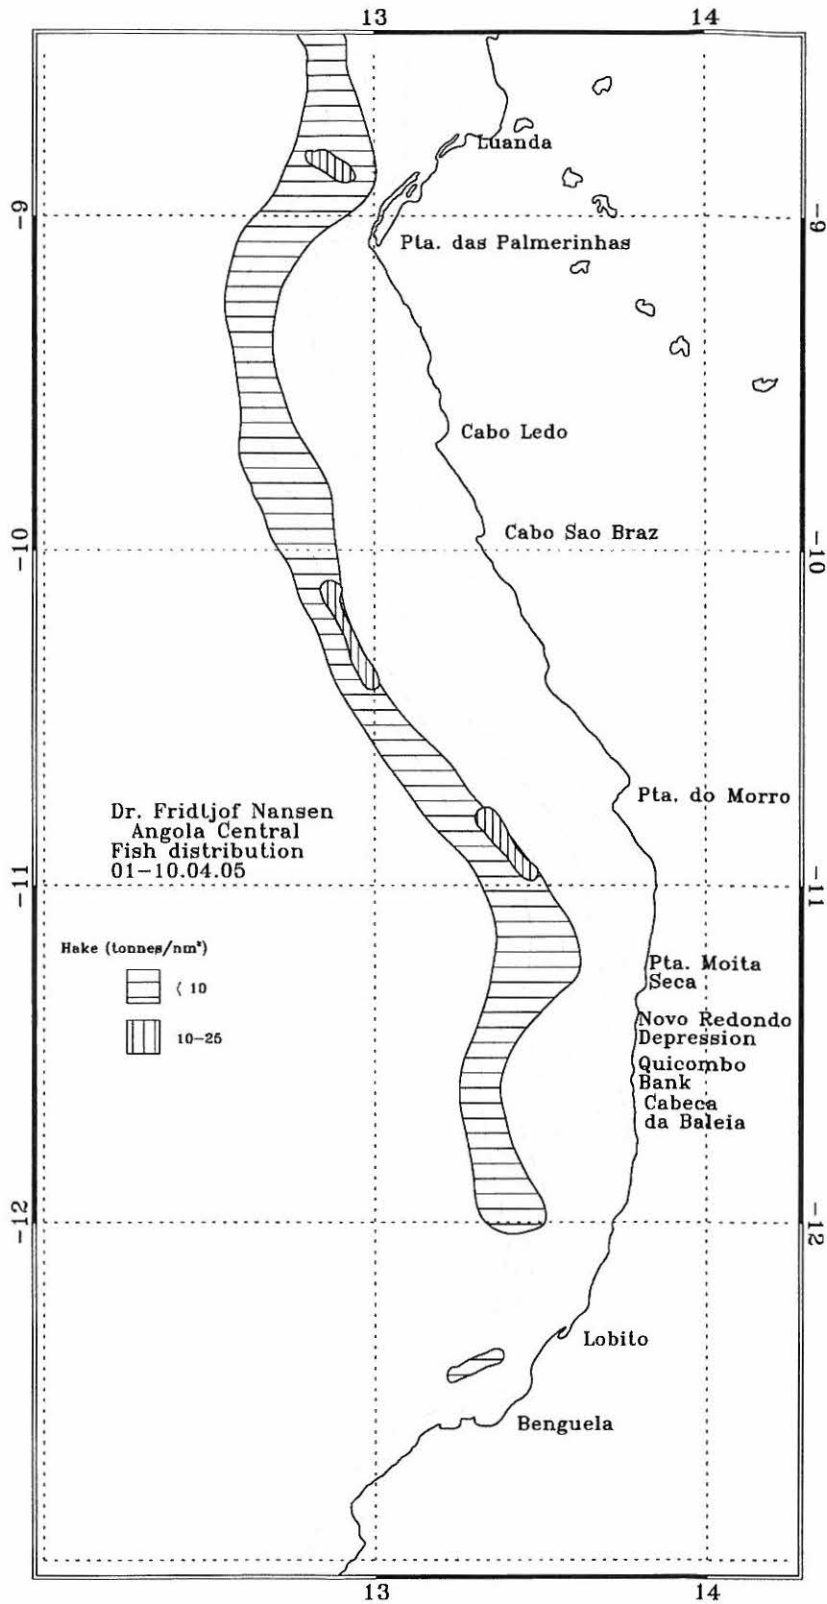 13 14
Luanda
-9 -9
Pta. das Palmerinhas
Cabo Ledo
Cabo Sao Braz
-10 -10
Pta. do Morro
Dr. Fridtjof Nansen
Angola Central
Fish distribution
01-10.04.05
-11 -11
Hake (tonnes/nm²)
< 10
10-25
Pta. Moita
Seca
Novo Redondo
Depression
Quicombo
Bank
Cabeca
da Baleia
-12 -12
Lobito
Benguela
13 14